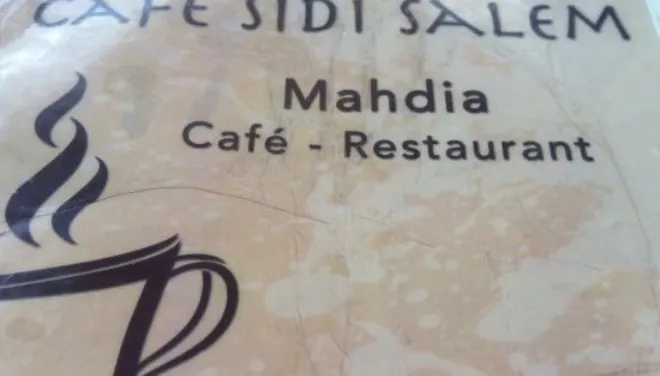 CAFE SIDI SALEM
Mahdia
Café - Restaurant